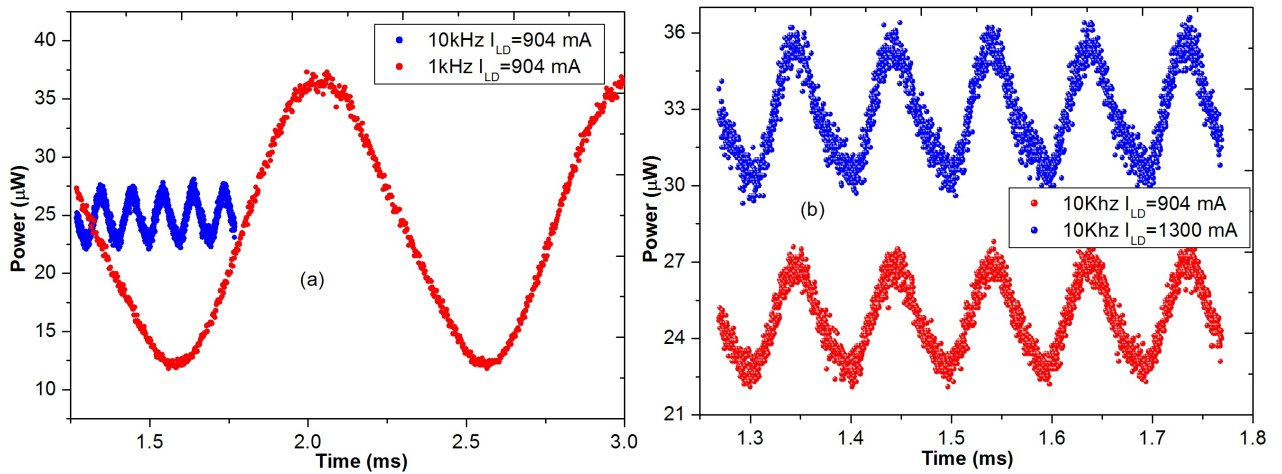 40
35
30
25
20
15
10
Power (μW)
10kHz I_LD=904 mA
1kHz I_LD=904 mA
(a)
1.5 2.0 2.5 3.0
Time (ms)
36
33
30
27
24
21
Power (μW)
(b)
10Khz I_LD=904 mA
10Khz I_LD=1300 mA
1.3 1.4 1.5 1.6 1.7 1.8
Time (ms)